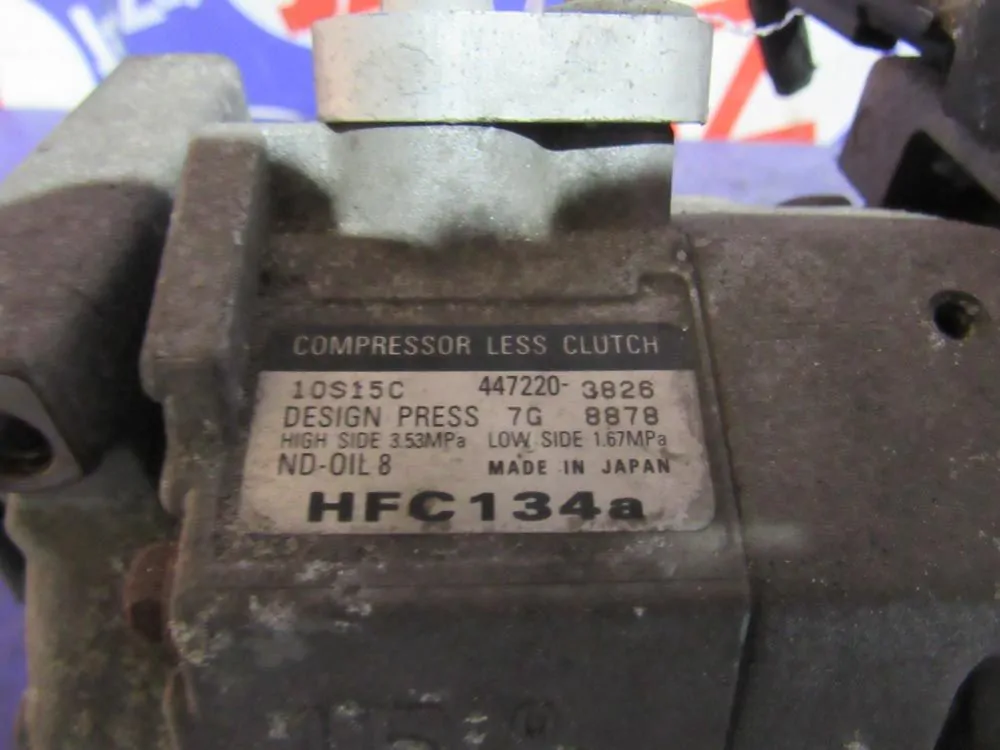 COMPRESSOR LESS CLUTCH
10S15C 447220- 3826
DESIGN PRESS 7G 8878
HIGH SIDE 3.53MPa LOW SIDE 1.67MPa
ND-OIL 8 MADE IN JAPAN
HFC134a